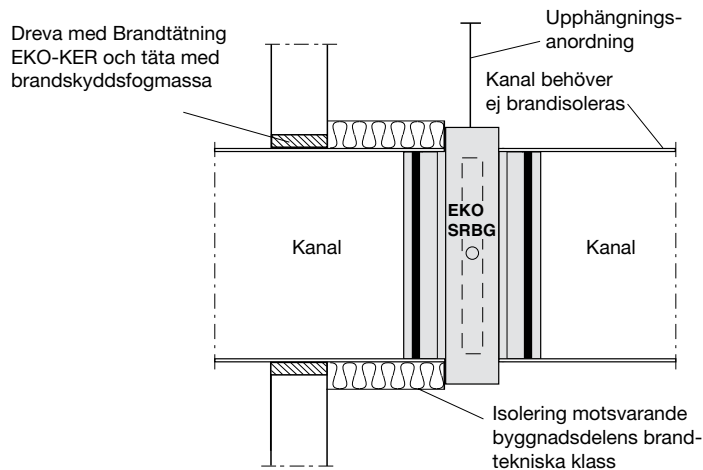 Dreva med Brandtätning
EKO-KER och täta med
brandskyddsfogmassa
Upphängnings-
anordning
Kanal behöver
ej brandisoleras
Kanal
EKO
SRBG
Kanal
Isolering motsvarande
byggnadsdelens brand-
tekniska klass